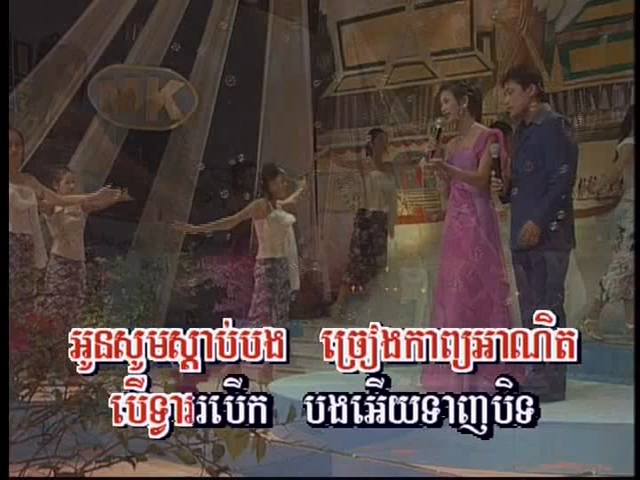 MK
អូនសូមស្ដាប់បង ច្រៀងកាព្យអាណិត
បើទ្វារបើក បងអើយទាញបិទ